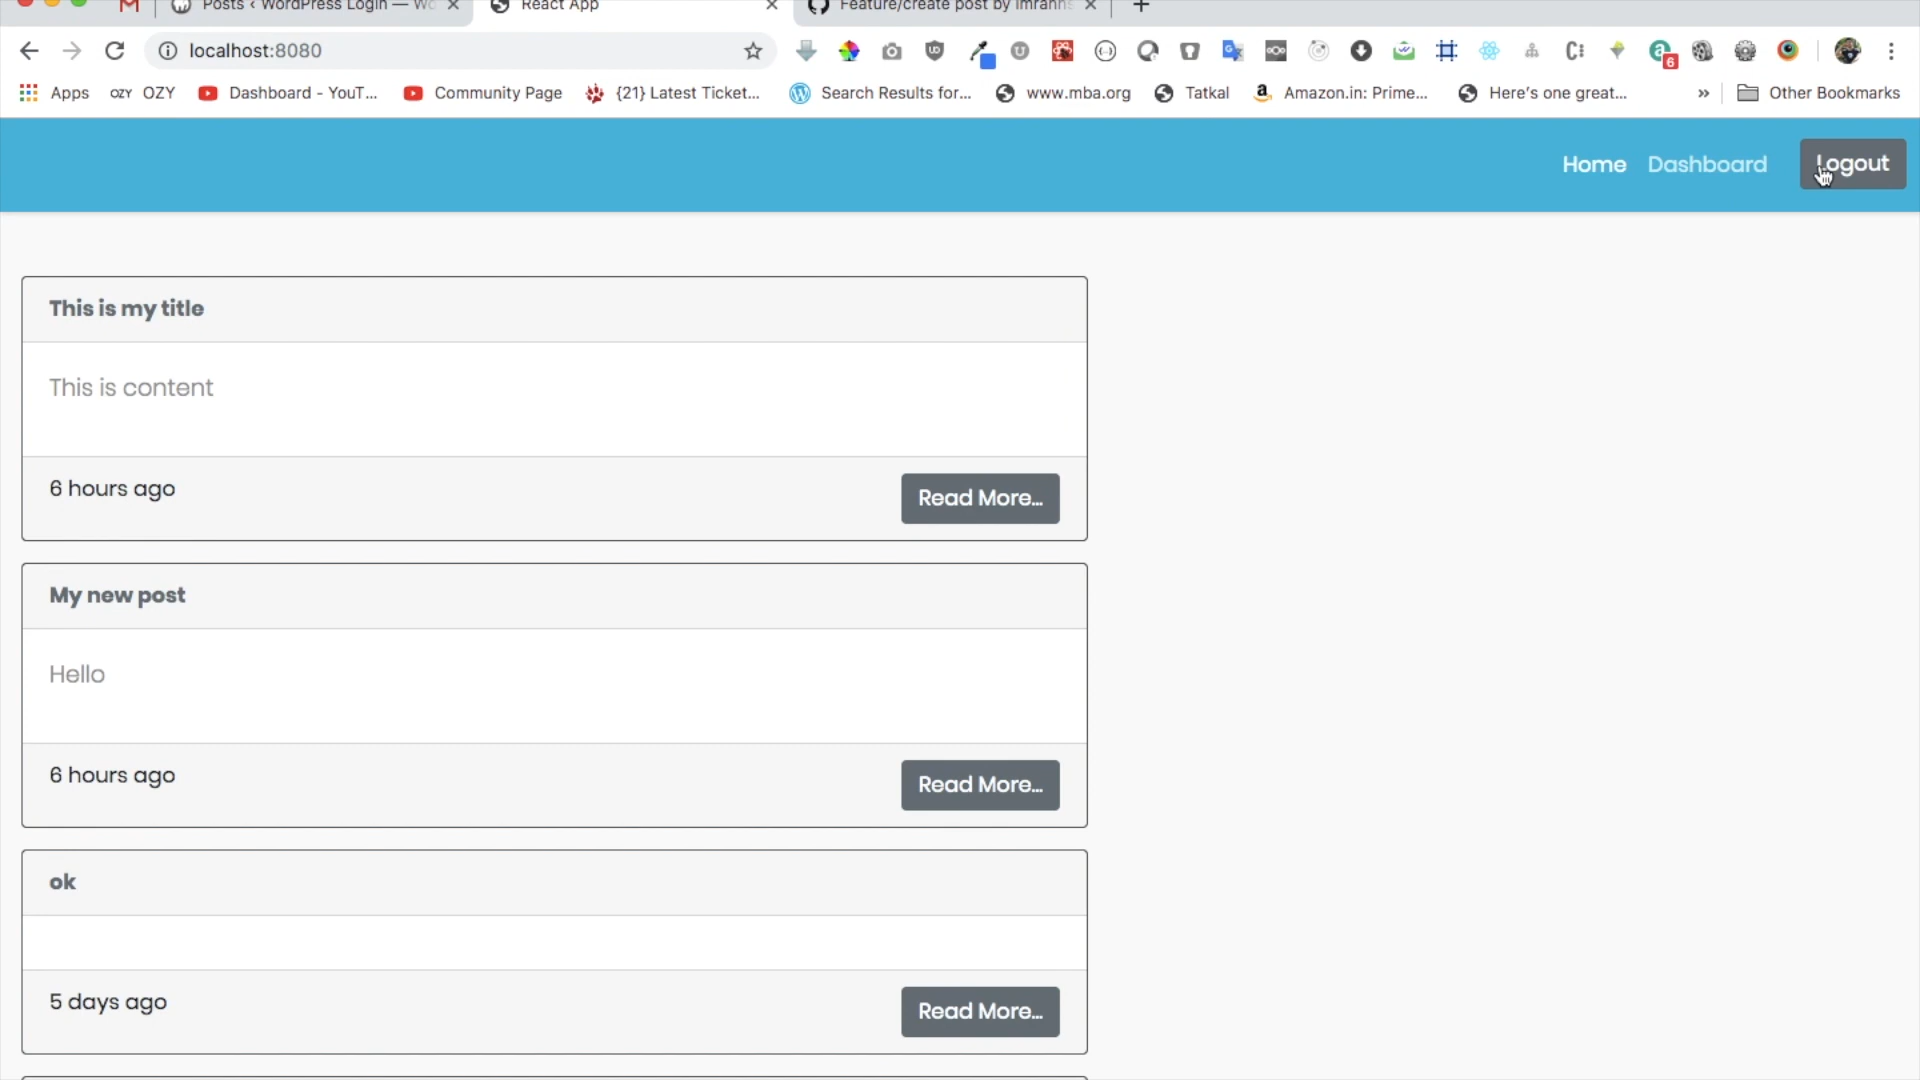 Posts ‹ WordPress Login — Wo
React App
Feature/create post by imranhs
localhost:8080
6
Apps
OZY OZY
Dashboard - YouT...
Community Page
{21} Latest Ticket...
Search Results for...
www.mba.org
Tatkal
Amazon.in: Prime...
Here's one great...
»
Other Bookmarks
Home
Dashboard
Logout
This is my title
This is content
6 hours ago
Read More...
My new post
Hello
6 hours ago
Read More...
ok
5 days ago
Read More...